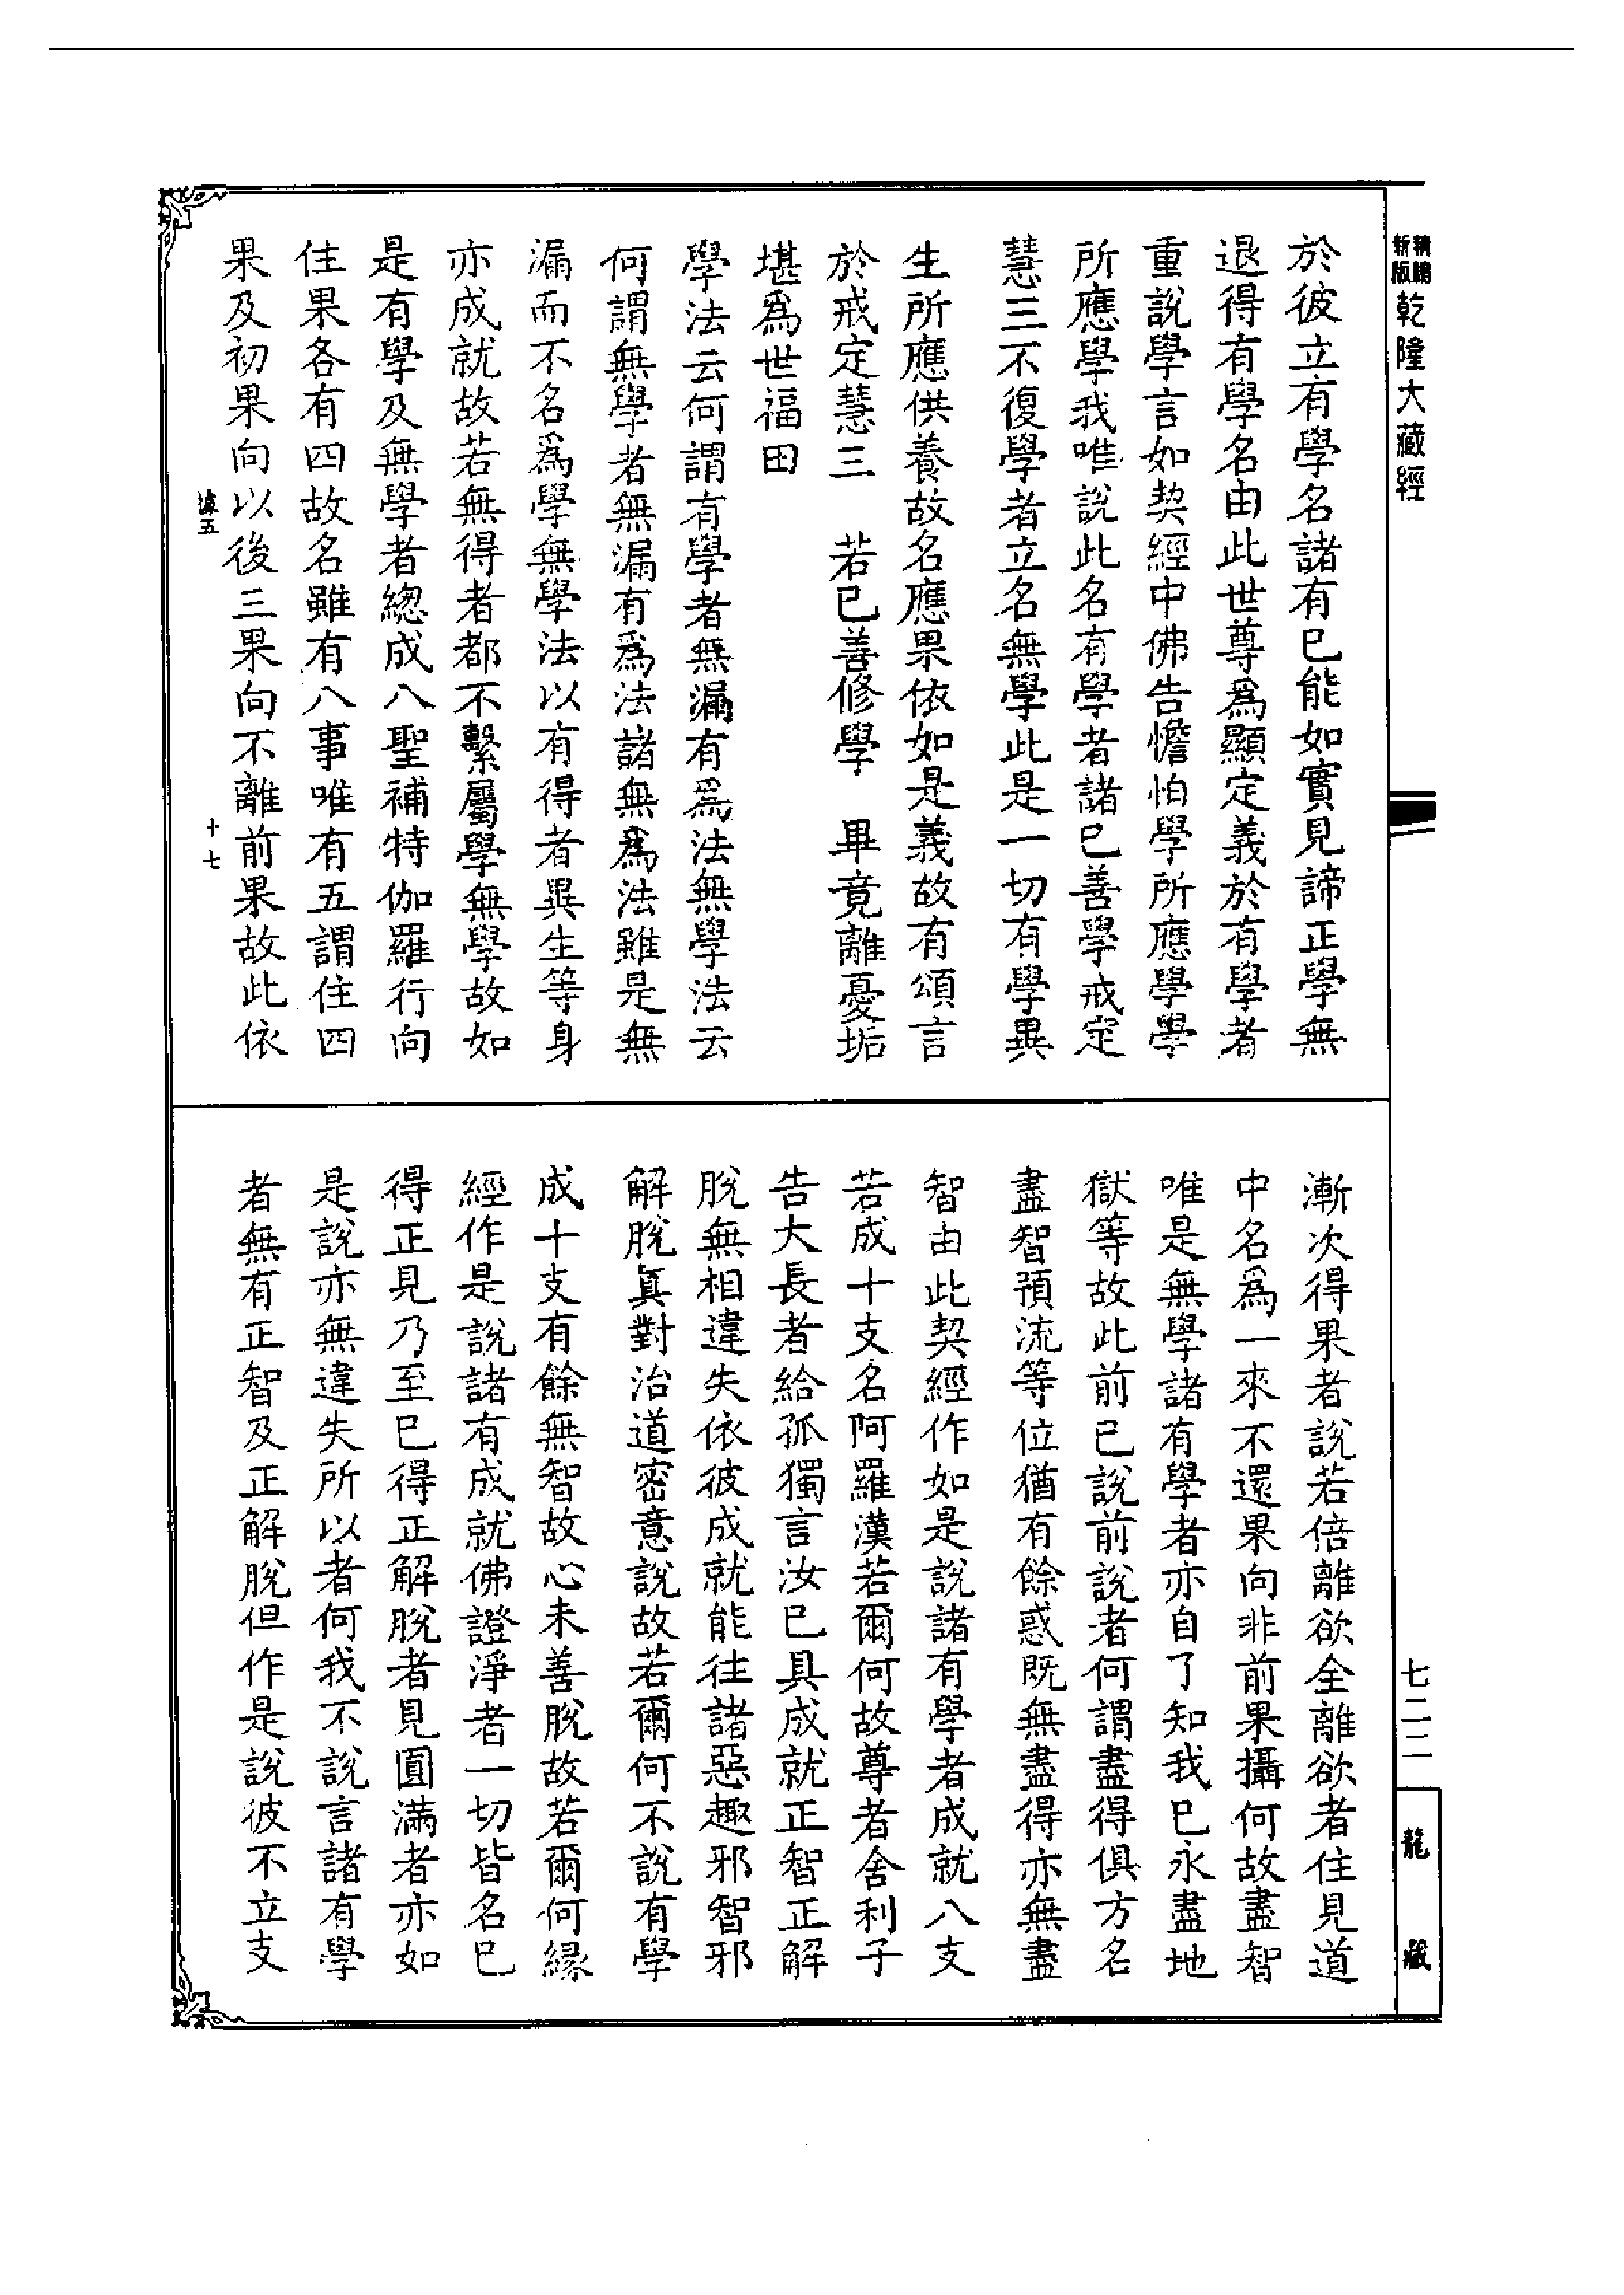 乾隆大藏經
於彼立有學名諸有已能如實見諦正學無
退得有學名由此世尊爲顯定義於有學者
重說學言如契經中佛告憺怕學所應學學
所應學我唯說此名有學者諸已善學戒定
慧三不復學者立名無學此是一切有學異
生所應供養故名應果依如是義故有頌言
於戒定慧三　若已善修學　畢竟離憂垢
堪爲世福田
學法云何謂有學者無漏有爲法無學法云
何謂無學者無漏有爲法諸無爲法雖是無
漏而不名爲學無學法以有得者異生等身
亦成就故若無得者都不繫屬學無學故如
是有學及無學者總成八聖補特伽羅行向
住果各有四故名雖有八事唯有五謂住四
果及初果向以後三果向不離前果故此依
五
十七
漸次得果者說若倍離欲全離欲者住見道
中名爲一來不還果向非前果攝何故盡智
唯是無學諸有學者亦自了知我已永盡地
獄等故此前已說前說者何謂盡得俱方名
盡智預流等位猶有餘惑既無盡得亦無盡
智由此契經作如是說諸有學者成就八支
若成十支名阿羅漢若爾何故尊者舍利子
告大長者給孤獨言汝已具成就正智正解
脫無相違失依彼成就能往諸惡趣邪智邪
解脫眞對治道密意說故若爾何不說有學
成十支有餘無智故心未善脫故若爾何緣
經作是說諸有成就佛證淨者一切皆名已
得正見乃至已得正解脫者見圓滿者亦如
是說亦無違失所以者何我不說言諸有學
者無有正智及正解脫但作是說彼不立支
七二二
龍藏